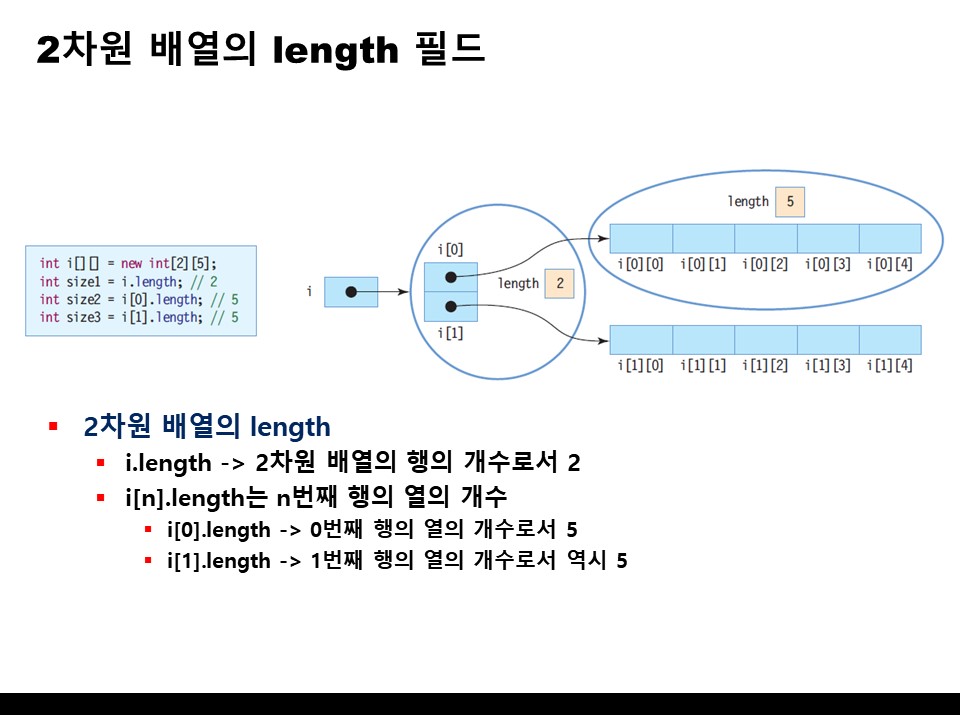 2차원 배열의 length 필드
length 5
i[0]
i[0][0] i[0][1] i[0][2] i[0][3] i[0][4]
int i[][] = new int[2][5];
int size1 = i.length; // 2
int size2 = i[0].length; // 5
int size3 = i[1].length; // 5
i
length 2
i[1]
i[1][0] i[1][1] i[1][2] i[1][3] i[1][4]
2차원 배열의 length
i.length -> 2차원 배열의 행의 개수로서 2
i[n].length는 n번째 행의 열의 개수
i[0].length -> 0번째 행의 열의 개수로서 5
i[1].length -> 1번째 행의 열의 개수로서 역시 5